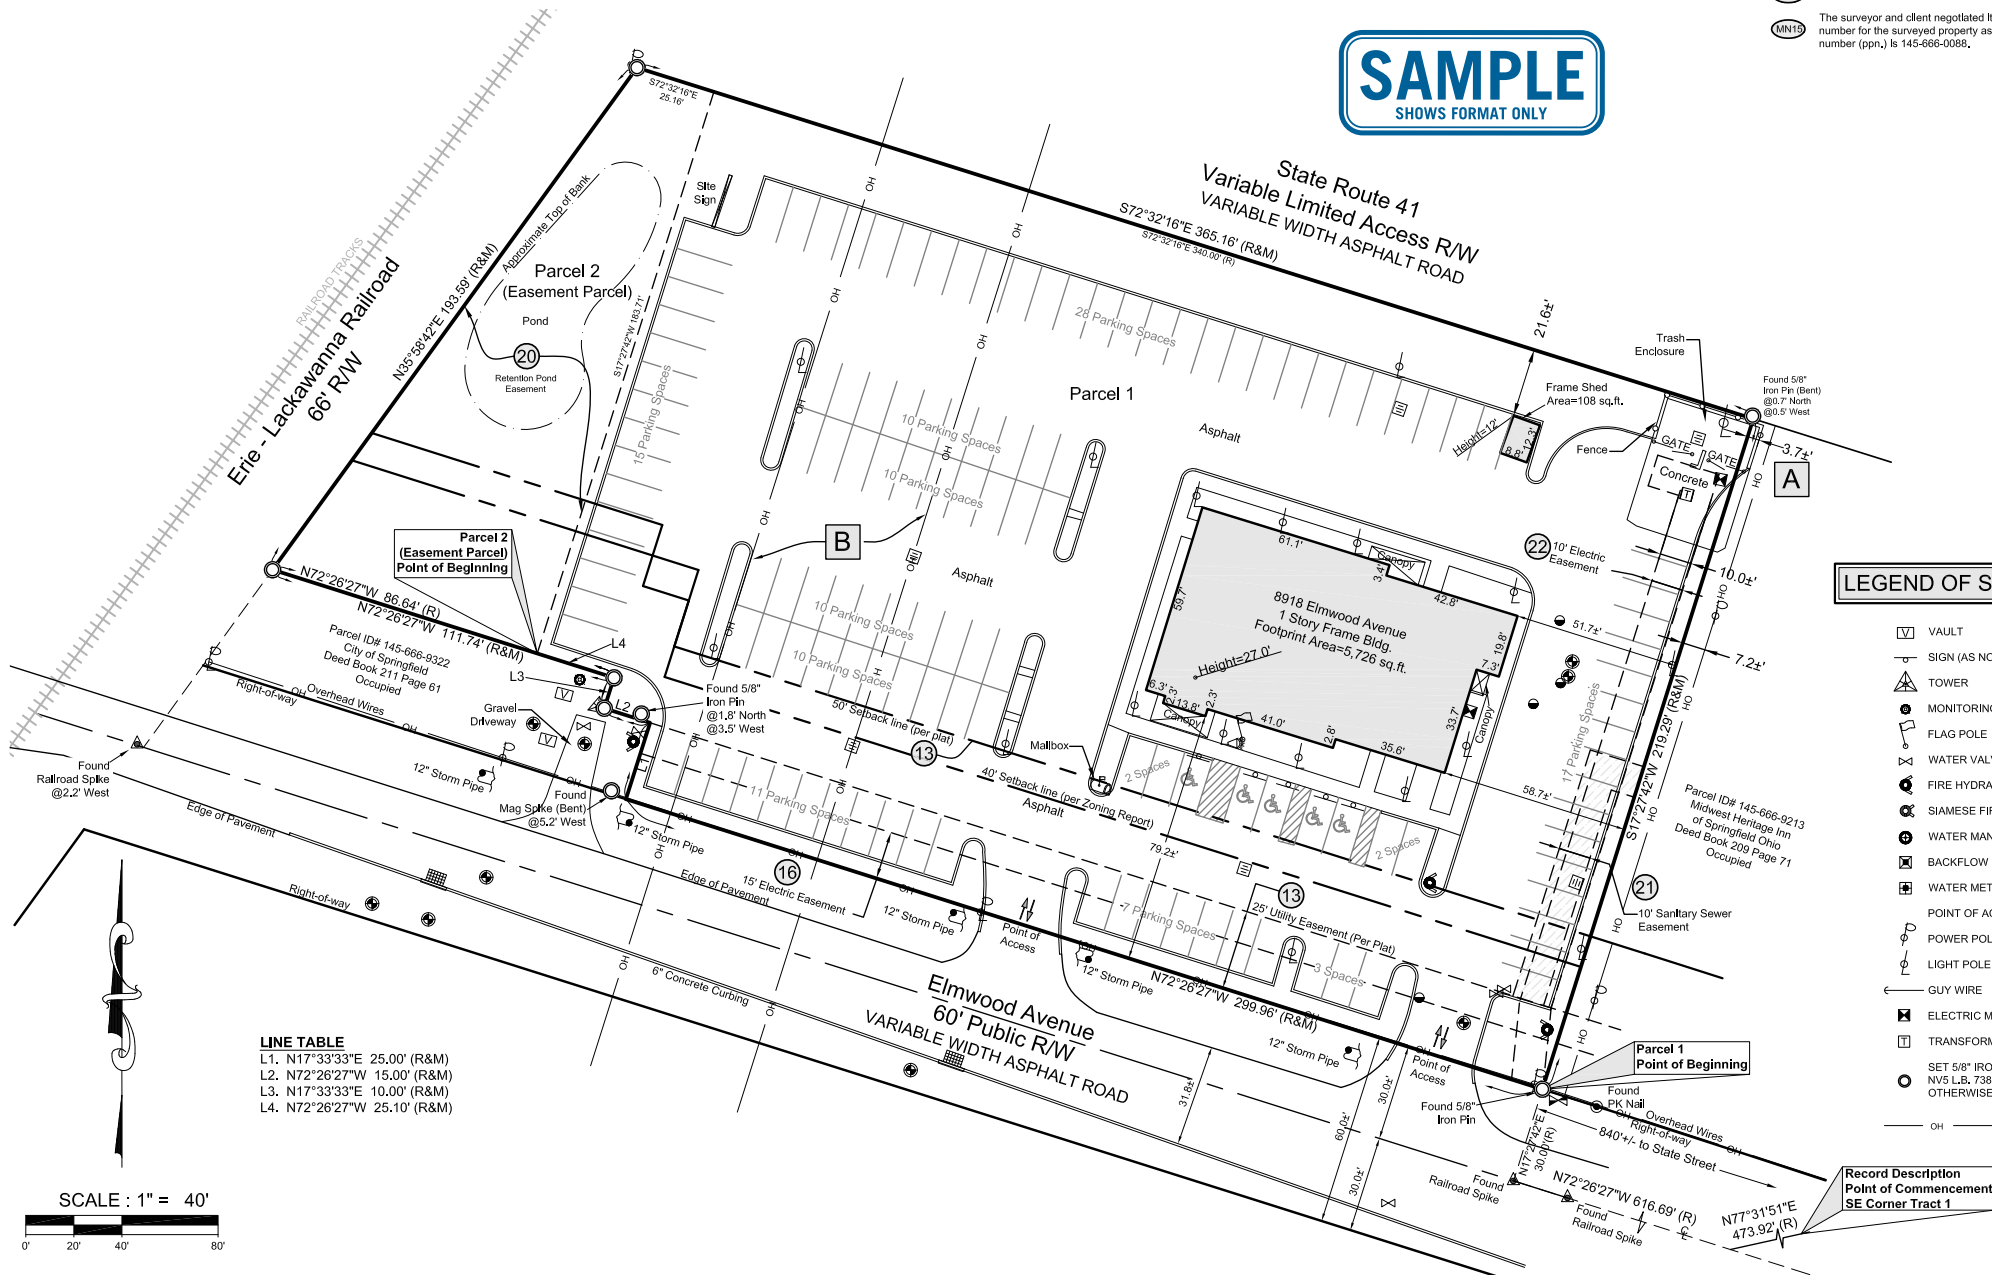 The surveyor and client negotiated It
MN15
number for the surveyed property as
number (ppn.) is 145-666-0088.
SAMPLE
SHOWS FORMAT ONLY
S72°32'16"E
25.16'
State Route 41
Variable Limited Access R/W
VARIABLE WIDTH ASPHALT ROAD
S72°32'16"E 365.16' (R&M)
S72°32'16"E 340.00' (R)
Site
Sign
OH
OH
RAILROAD TRACKS
Erie - Lackawanna Railroad
66' R/W
N35°58'42"E 193.59' (R&M)
Approximate Top of Bank
Parcel 2
(Easement Parcel)
Pond
20
Retention Pond
Easement
S17°27'42"W 183.71'
15 Parking Spaces
28 Parking Spaces
Parcel 1
Asphalt
10 Parking Spaces
10 Parking Spaces
10 Parking Spaces
10 Parking Spaces
Asphalt
B
21.6±'
Trash
Enclosure
Frame Shed
Area=108 sq.ft.
Height=12'
8.8'
12.3'
Fence
GATE
GATE
Concrete
T
Found 5/8"
Iron Pin (Bent)
@0.7' North
@0.5' West
3.7±'
A
22
10' Electric
Easement
10.0±'
7.2±'
51.7±'
58.7±'
61.1'
3.4'
Canopy
42.8'
19.8'
7.3'
Canopy
33.7'
35.6'
2.8'
41.0'
2.3'
13.8'
2.3'
6.3'
Canopy
59.7'
8918 Elmwood Avenue
1 Story Frame Bldg.
Footprint Area=5,726 sq.ft.
Height=27.0'
17 Parking Spaces
S17°27'42"W 219.29' (R&M)
Parcel ID# 145-666-9213
Midwest Heritage Inn
of Springfield Ohio
Deed Book 209 Page 71
Occupied
21
10' Sanitary Sewer
Easement
Parcel 2
(Easement Parcel)
Point of Beginning
N72°26'27"W 86.64' (R)
N72°26'27"W 111.74' (R&M)
Parcel ID# 145-666-9322
City of Springfield
Deed Book 211 Page 61
Occupied
L4
L3
L2
L1
V
V
Gravel
Driveway
Found 5/8"
Iron Pin
@1.8' North
@3.5' West
50' Setback line (per plat)
13
40' Setback line (per Zoning Report)
Asphalt
Mailbox
2 Spaces
2 Spaces
79.2±'
Right-of-way
OH
Overhead Wires
OH
Found
Railroad Spike
@2.2' West
12" Storm Pipe
Found
Mag Spike (Bent)
@5.2' West
12" Storm Pipe
11 Parking Spaces
16
15' Electric Easement
Edge of Pavement
Edge of Pavement
Right-of-way
6" Concrete Curbing
12" Storm Pipe
Point of
Access
7 Parking Spaces
13
25' Utility Easement (Per Plat)
3 Spaces
12" Storm Pipe
N72°26'27"W 299.96' (R&M)
Elmwood Avenue
60' Public R/W
VARIABLE WIDTH ASPHALT ROAD
12" Storm Pipe
Point of
Access
31.8±'
60.0±'
30.0±'
30.0±'
Parcel 1
Point of Beginning
Found 5/8"
Iron Pin
Found
PK Nail
Overhead Wires
Right-of-way
840'+/- to State Street
N17°27'42"E
30.00'(R)
Found
Railroad Spike
N72°26'27"W 616.69' (R)
Found
Railroad Spike
N77°31'51"E
473.92' (R)
Record Description
Point of Commencement
SE Corner Tract 1
LINE TABLE
L1. N17°33'33"E 25.00' (R&M)
L2. N72°26'27"W 15.00' (R&M)
L3. N17°33'33"E 10.00' (R&M)
L4. N72°26'27"W 25.10' (R&M)
SCALE : 1" = 40'
0' 20' 40' 80'
LEGEND OF S
V VAULT
SIGN (AS NO
TOWER
MONITORING
FLAG POLE
WATER VAL
FIRE HYDRA
SIAMESE FI
WATER MAN
BACKFLOW
WATER MET
POINT OF AC
POWER POL
LIGHT POLE
GUY WIRE
ELECTRIC M
T TRANSFORM
SET 5/8" IRO
NV5 L.B. 738
OTHERWISE
OH